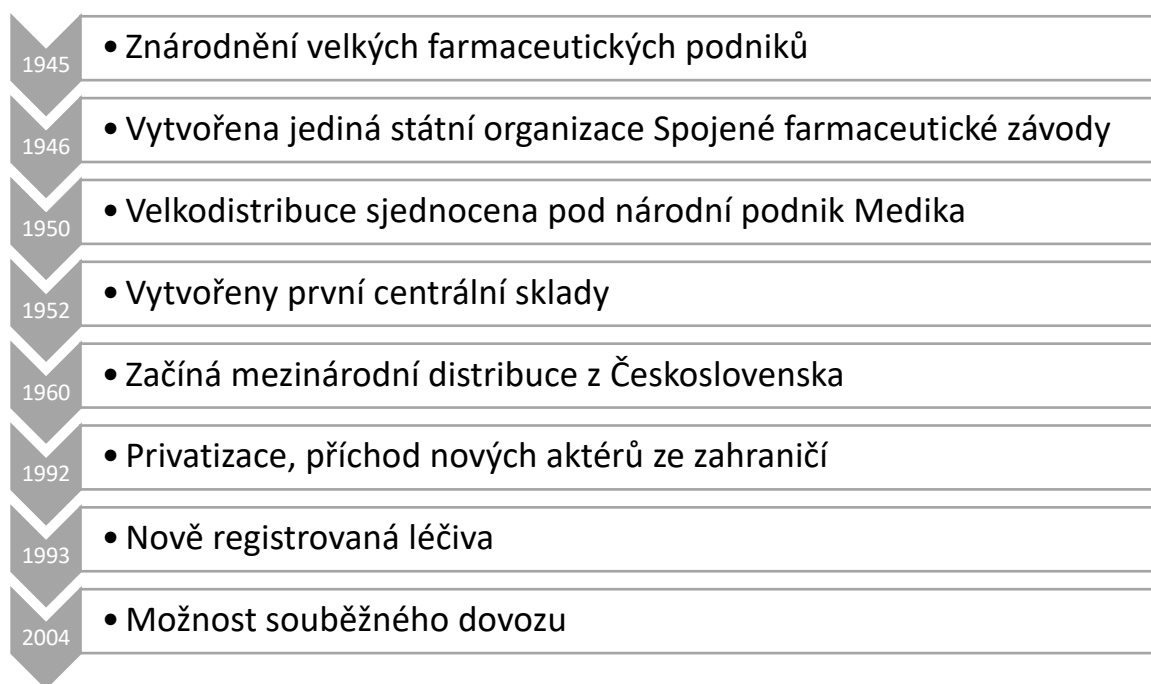 1945
• Znárodnění velkých farmaceutických podniků
1946
• Vytvořena jediná státní organizace Spojené farmaceutické závody
1950
• Velkodistribuce sjednocena pod národní podnik Medika
1952
• Vytvořeny první centrální sklady
1960
• Začíná mezinárodní distribuce z Československa
1992
• Privatizace, příchod nových aktérů ze zahraničí
1993
• Nově registrovaná léčiva
2004
• Možnost souběžného dovozu